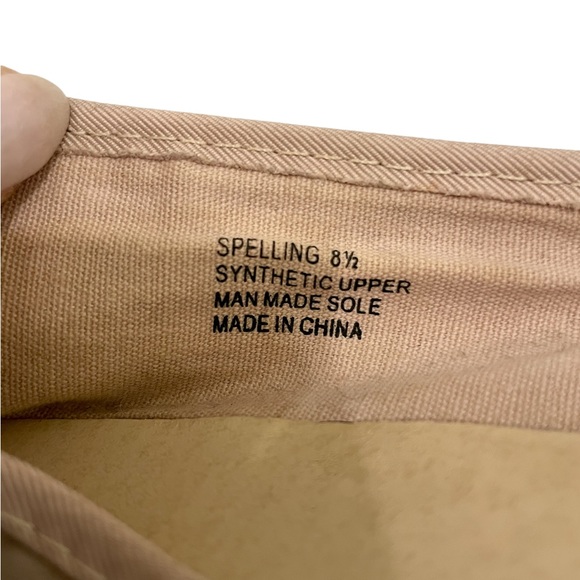 SPELLING 8½
SYNTHETIC UPPER
MAN MADE SOLE
MADE IN CHINA